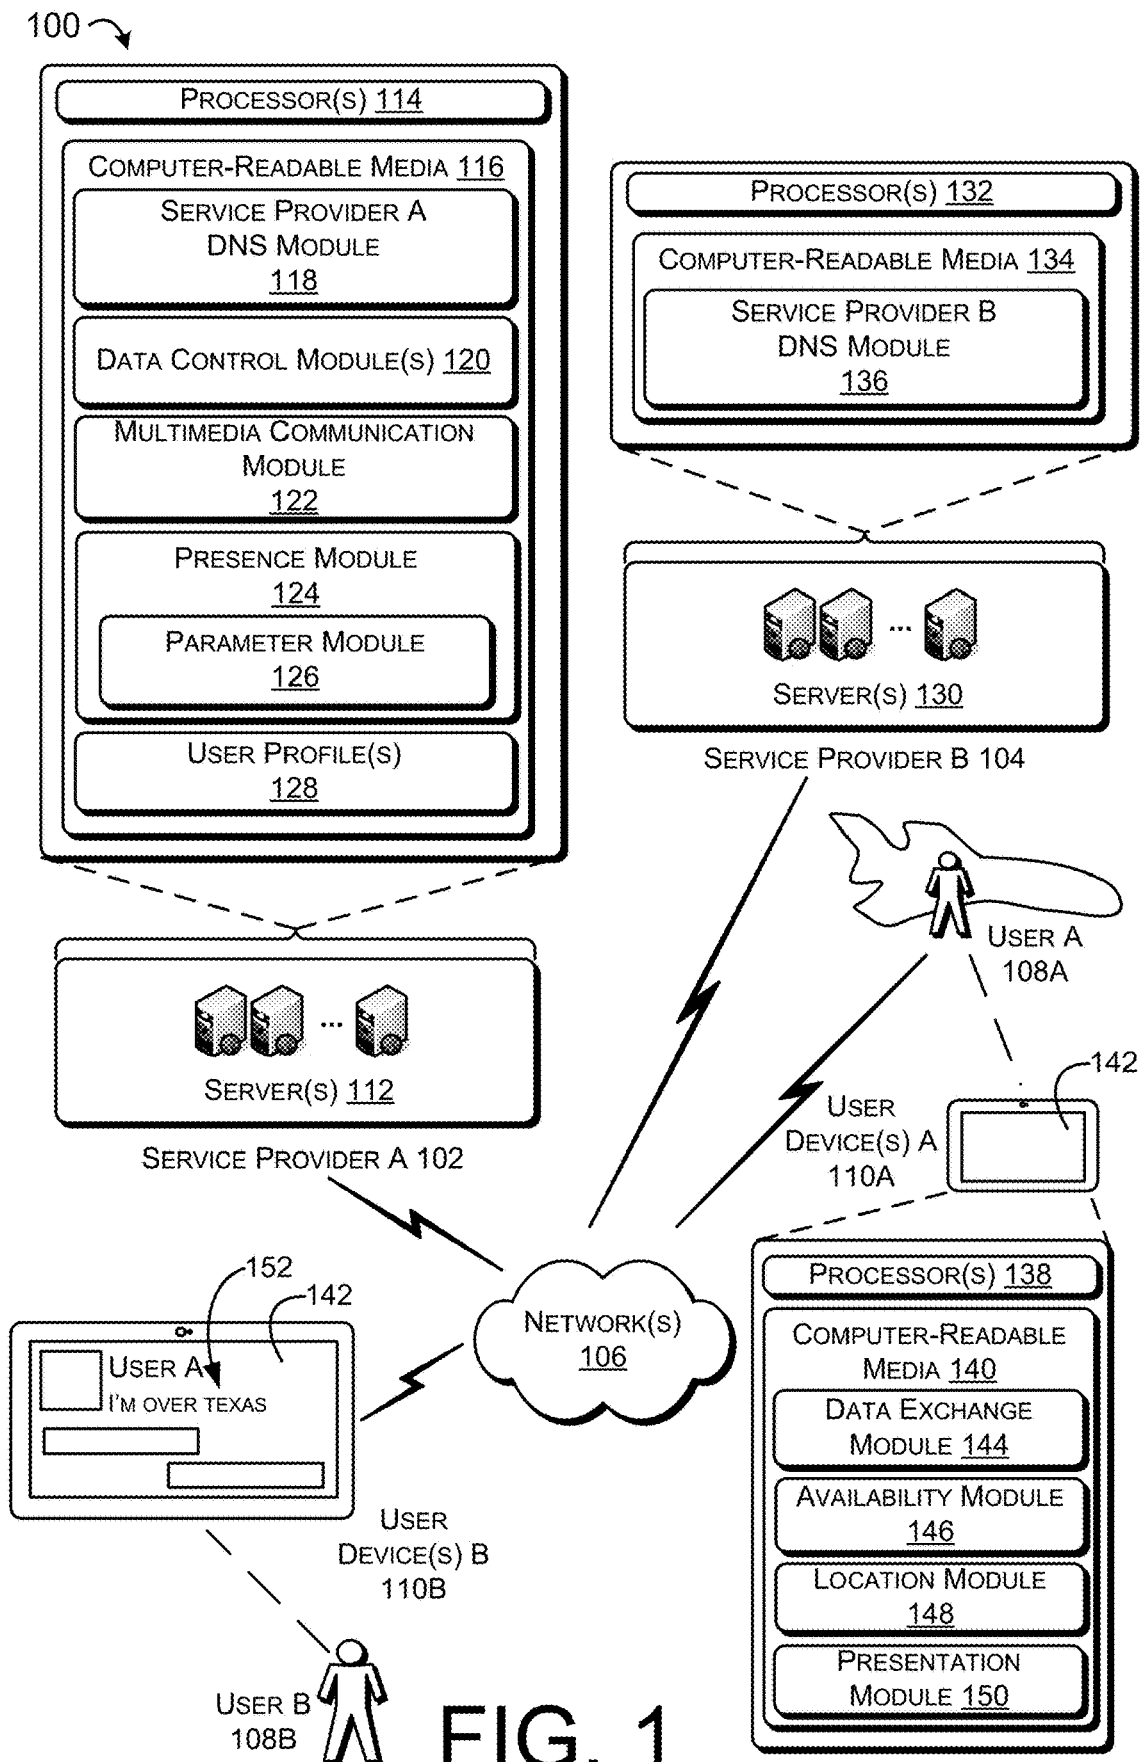 100
PROCESSOR(S) 114
COMPUTER-READABLE MEDIA 116
SERVICE PROVIDER A
DNS MODULE
118
DATA CONTROL MODULE(S) 120
MULTIMEDIA COMMUNICATION
MODULE
122
PRESENCE MODULE
124
PARAMETER MODULE
126
USER PROFILE(S)
128
SERVER(S) 112
SERVICE PROVIDER A 102
PROCESSOR(S) 132
COMPUTER-READABLE MEDIA 134
SERVICE PROVIDER B
DNS MODULE
136
...
SERVER(S) 130
SERVICE PROVIDER B 104
...
USER A
108A
142
USER
DEVICE(S) A
110A
NETWORK(S)
106
PROCESSOR(S) 138
COMPUTER-READABLE
MEDIA 140
DATA EXCHANGE
MODULE 144
AVAILABILITY MODULE
146
LOCATION MODULE
148
PRESENTATION
MODULE 150
152
142
USER A
I'M OVER TEXAS
USER
DEVICE(S) B
110B
USER B
108B
FIG. 1